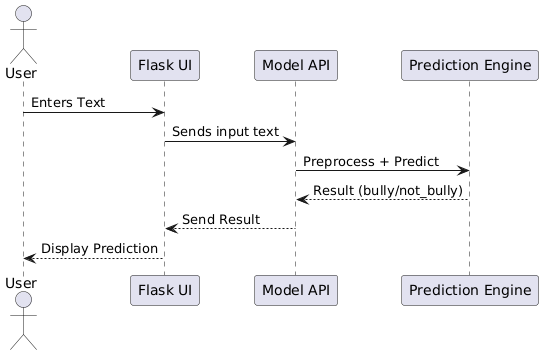 User
Flask UI
Model API
Prediction Engine
Enters Text
Sends input text
Preprocess + Predict
Result (bully/not_bully)
Send Result
Display Prediction
User
Flask UI
Model API
Prediction Engine